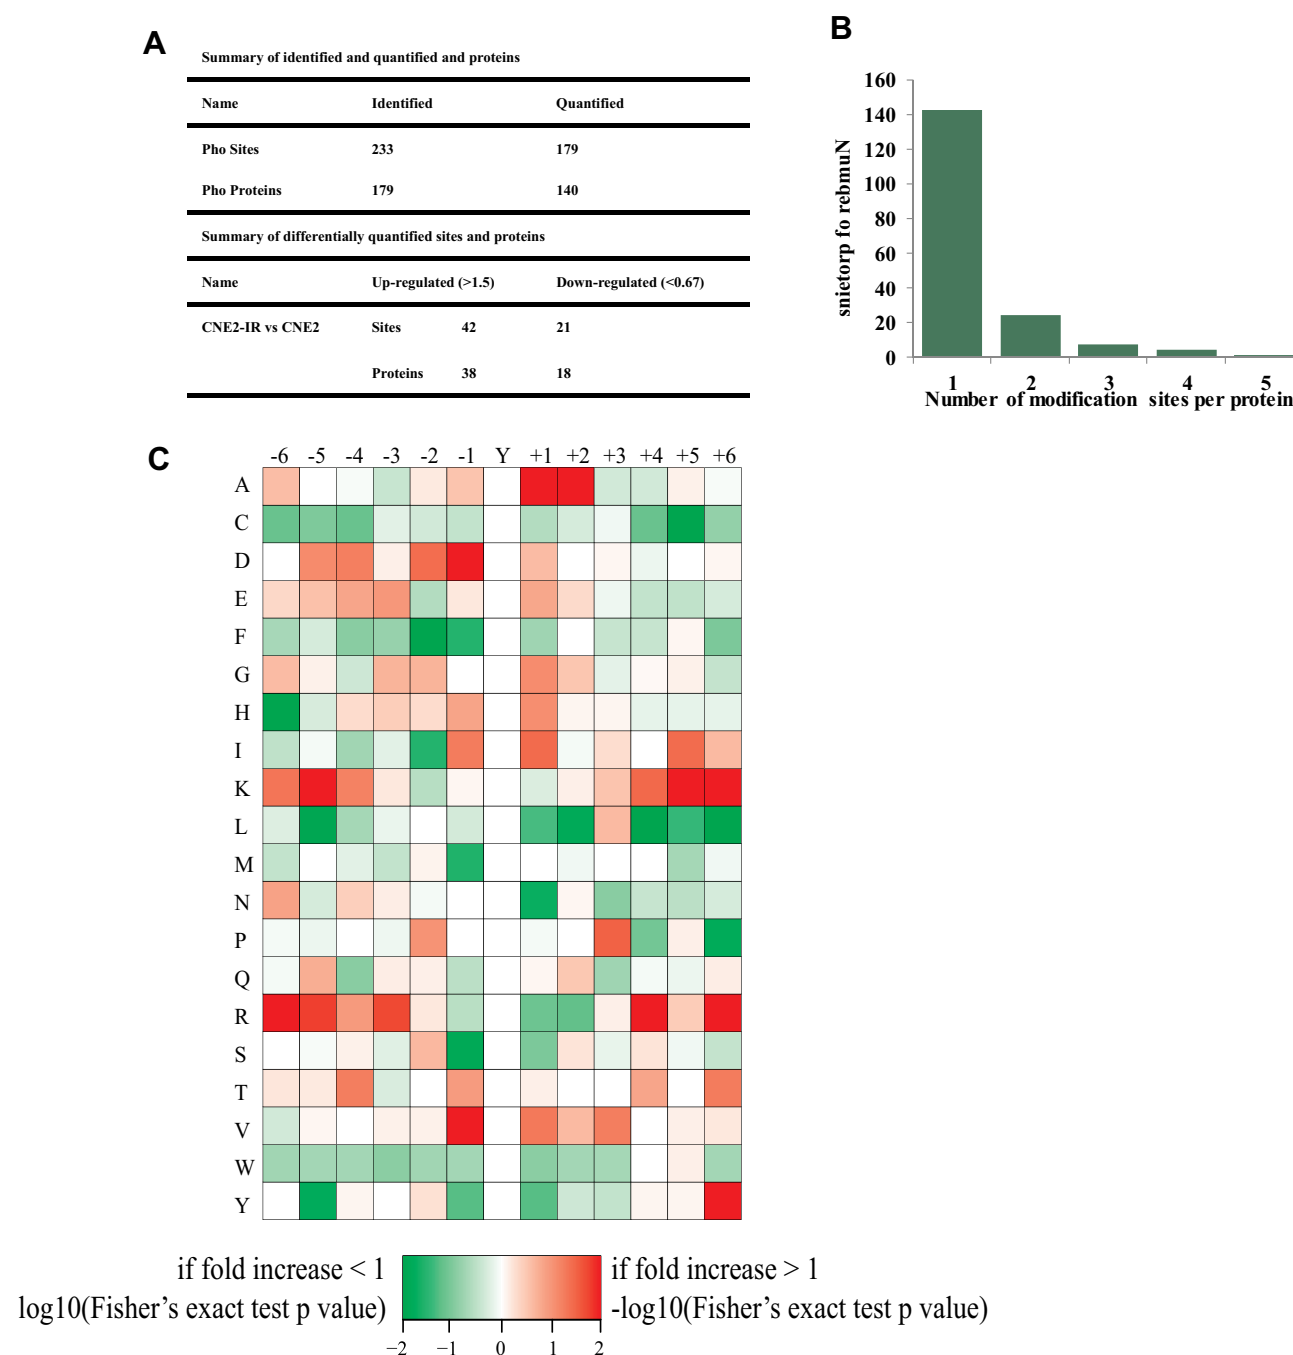 A
Summary of identified and quantified and proteins
Name Identified Quantified
Pho Sites 233 179
Pho Proteins 179 140
Summary of differentially quantified sites and proteins
Name Up-regulated (>1.5) Down-regulated (<0.67)
CNE2-IR vs CNE2 Sites 42 21
Proteins 38 18
B
snietorp fo rebmuN
160
140
120
100
80
60
40
20
0
1 2 3 4 5
Number of modification sites per protein
C
-6 -5 -4 -3 -2 -1 Y +1 +2 +3 +4 +5 +6
A
C
D
E
F
G
H
I
K
L
M
N
P
Q
R
S
T
V
W
Y
if fold increase < 1
log10(Fisher’s exact test p value)
if fold increase > 1
-log10(Fisher’s exact test p value)
−2 −1 0 1 2